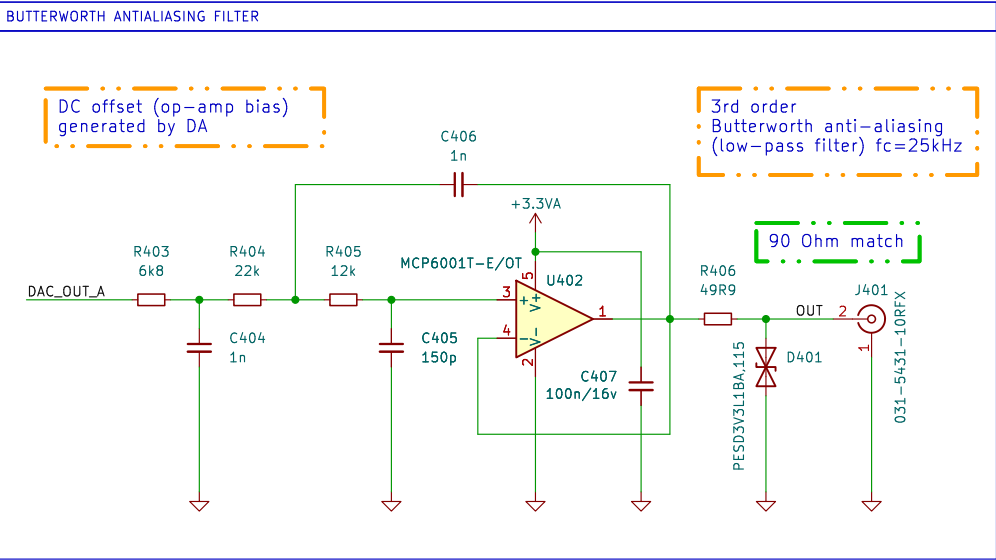 BUTTERWORTH ANTIALIASING FILTER
DC offset (op-amp bias)
generated by DA
3rd order
Butterworth anti-aliasing
(low-pass filter) fc=25kHz
C406
1n
+3.3VA
90 Ohm match
R403
6k8
R404
22k
R405
12k
MCP6001T-E/OT
5
U402
R406
49R9
J401
DAC_OUT_A
3
+
V+
1
OUT
2
4
-
V-
2
1
C404
1n
C405
150p
C407
100n/16v
PESD3V3L1BA,115
D401
031-5431-10RFX